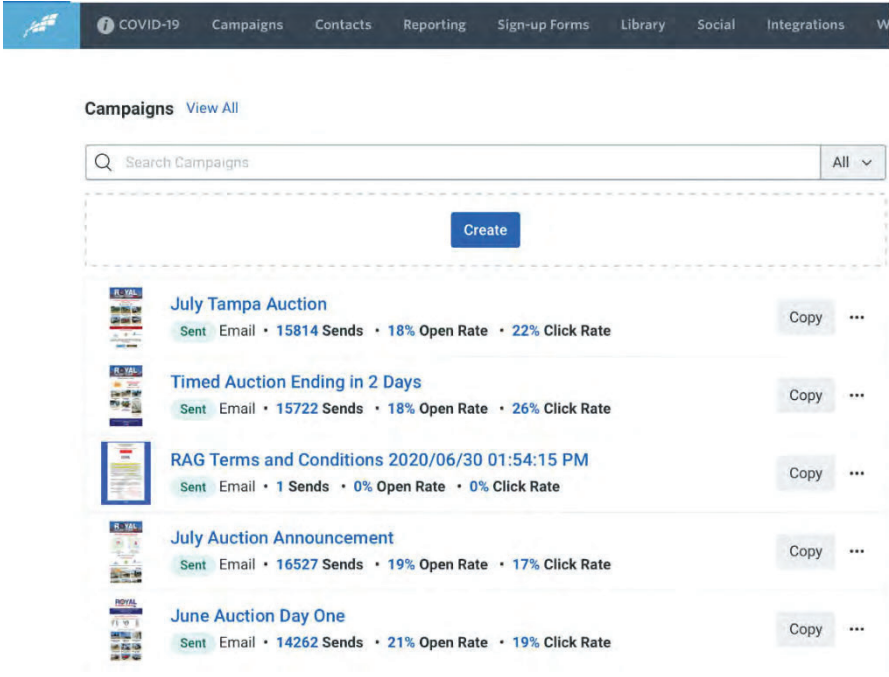 COVID-19 Campaigns Contacts Reporting Sign-up Forms Library Social Integrations W
Campaigns View All
Search Campaigns All
Create
ROYAL
July Tampa Auction
Sent Email • 15814 Sends • 18% Open Rate • 22% Click Rate
Copy
ROYAL
Timed Auction Ending in 2 Days
Sent Email • 15722 Sends • 18% Open Rate • 26% Click Rate
Copy
RAG Terms and Conditions 2020/06/30 01:54:15 PM
Sent Email • 1 Sends • 0% Open Rate • 0% Click Rate
Copy
ROYAL
July Auction Announcement
Sent Email • 16527 Sends • 19% Open Rate • 17% Click Rate
Copy
ROYAL
June Auction Day One
Sent Email • 14262 Sends • 21% Open Rate • 19% Click Rate
Copy